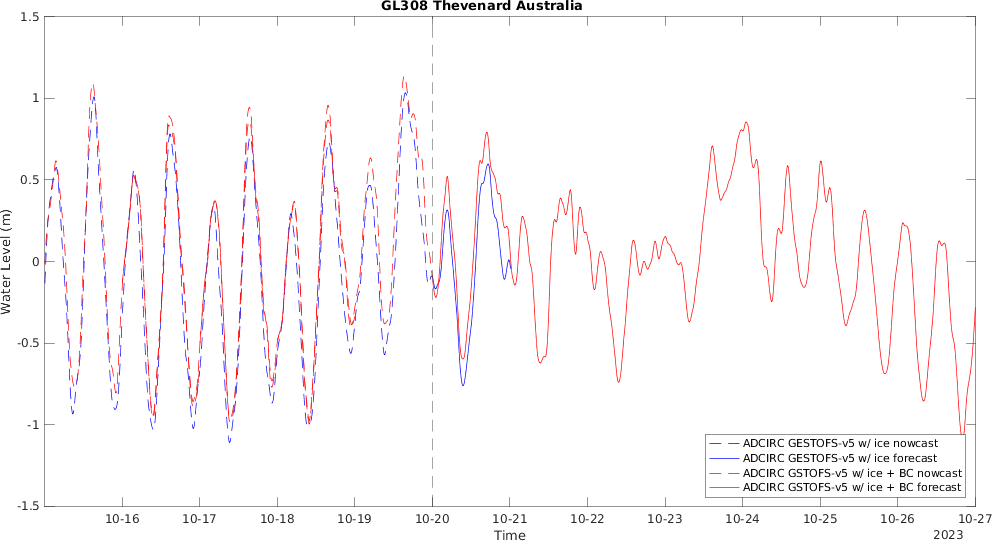 GL308 Thevenard Australia
1.5
1
0.5
0
-0.5
-1
-1.5
Water Level (m)
10-16 10-17 10-18 10-19 10-20 10-21 10-22 10-23 10-24 10-25 10-26 10-27
Time
2023
ADCIRC GESTOFS-v5 w/ ice nowcast
ADCIRC GESTOFS-v5 w/ ice forecast
ADCIRC GSTOFS-v5 w/ ice + BC nowcast
ADCIRC GSTOFS-v5 w/ ice + BC forecast